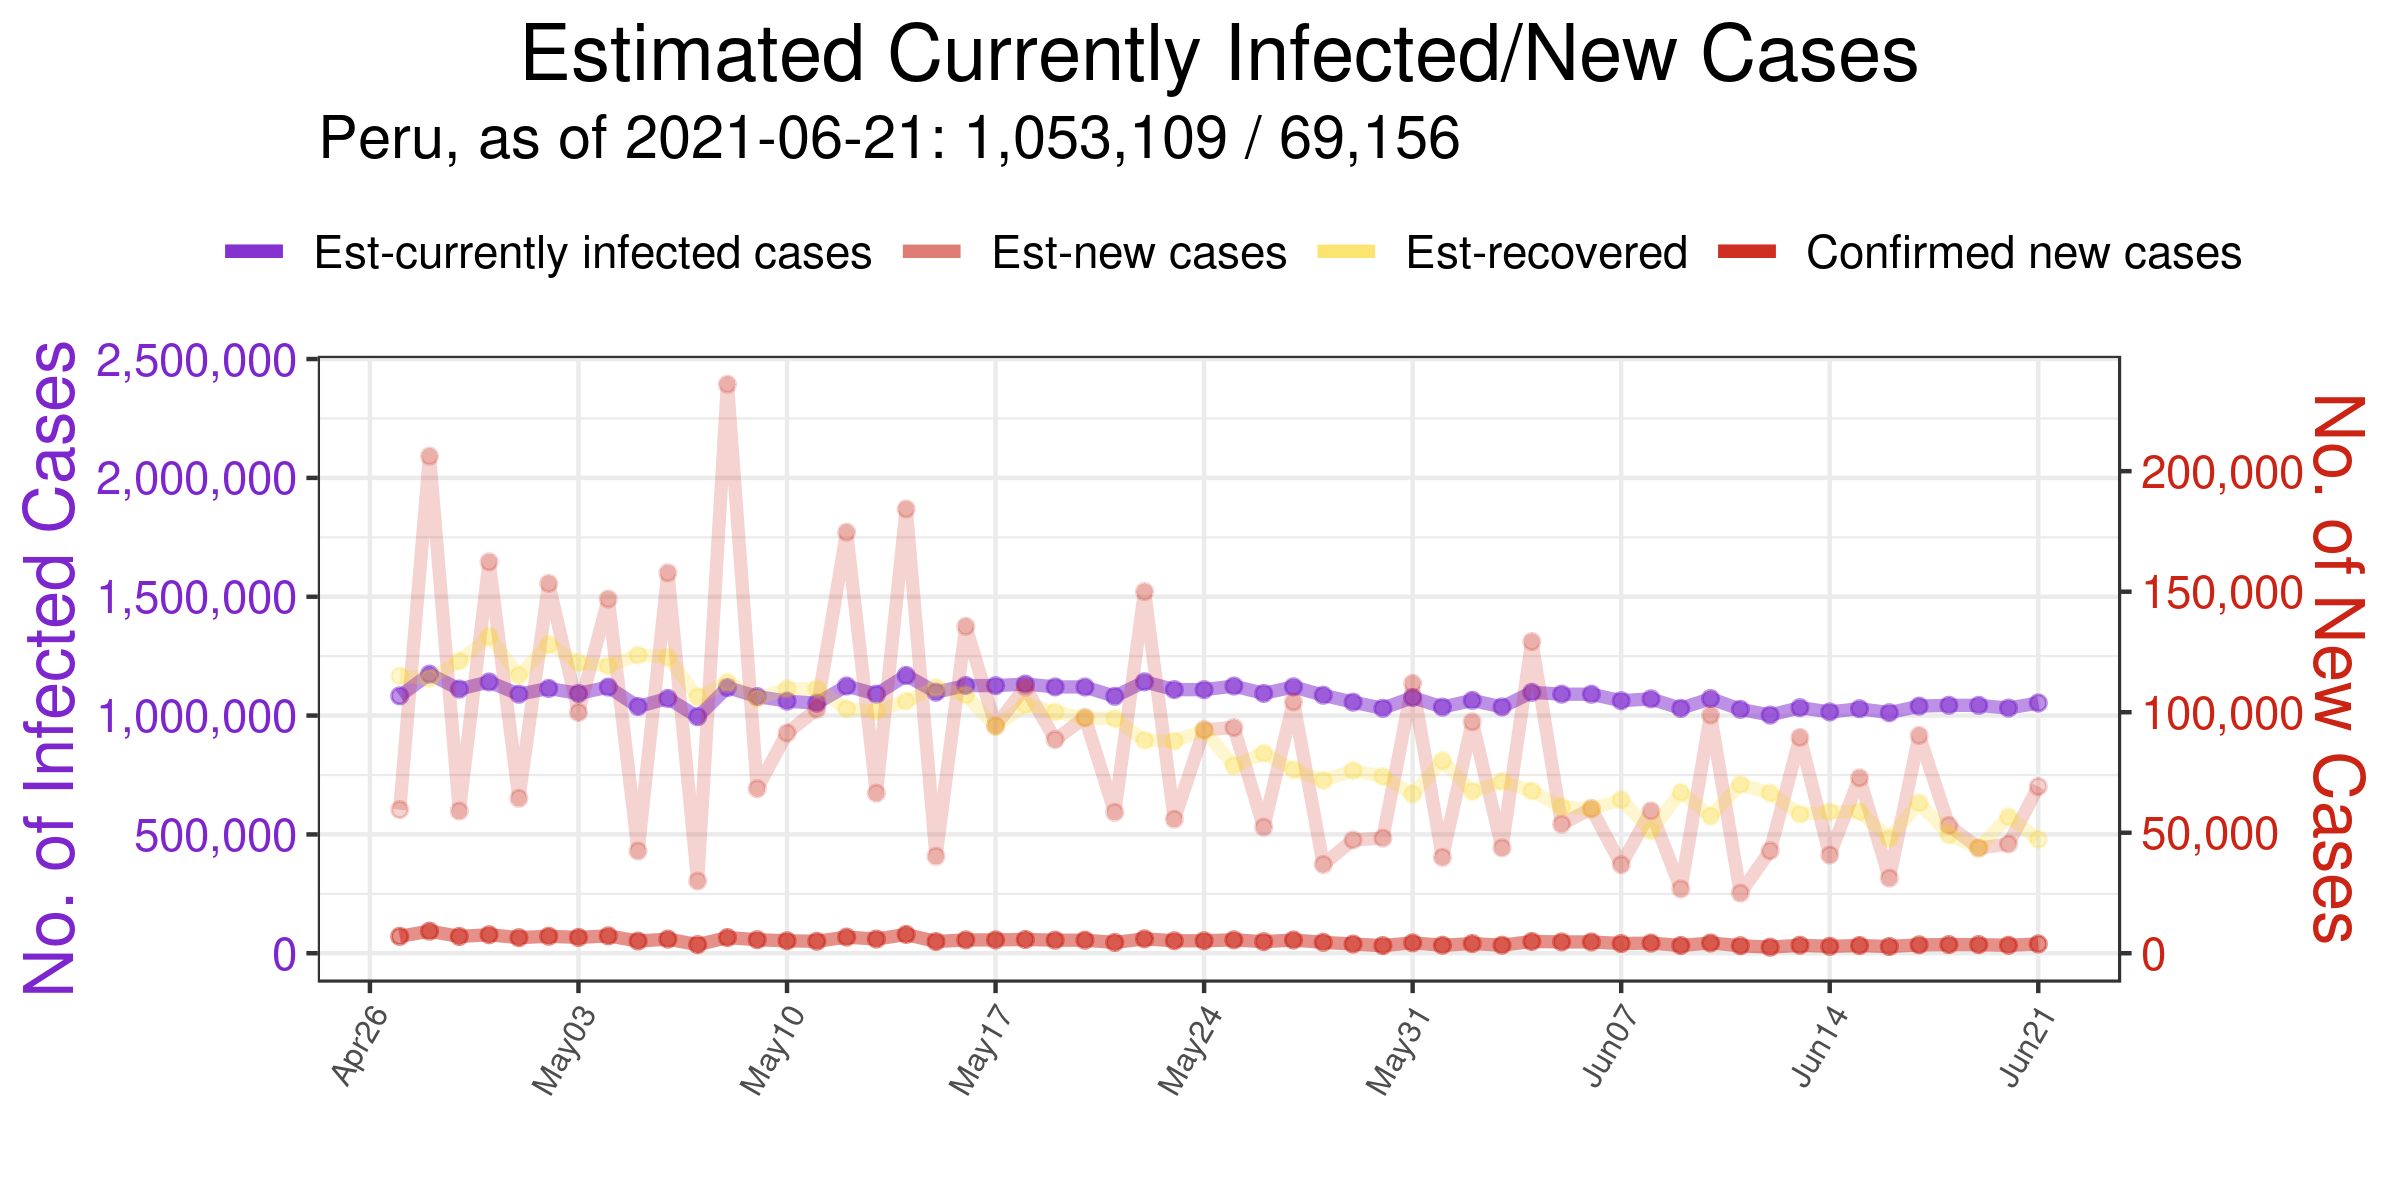 Estimated Currently Infected/New Cases
Peru, as of 2021-06-21: 1,053,109 / 69,156
Est-currently infected cases Est-new cases Est-recovered Confirmed new cases
No. of Infected Cases
2,500,000
2,000,000
1,500,000
1,000,000
500,000
0
200,000
150,000
100,000
50,000
0
No. of New Cases
Apr26 May03 May10 May17 May24 May31 Jun07 Jun14 Jun21